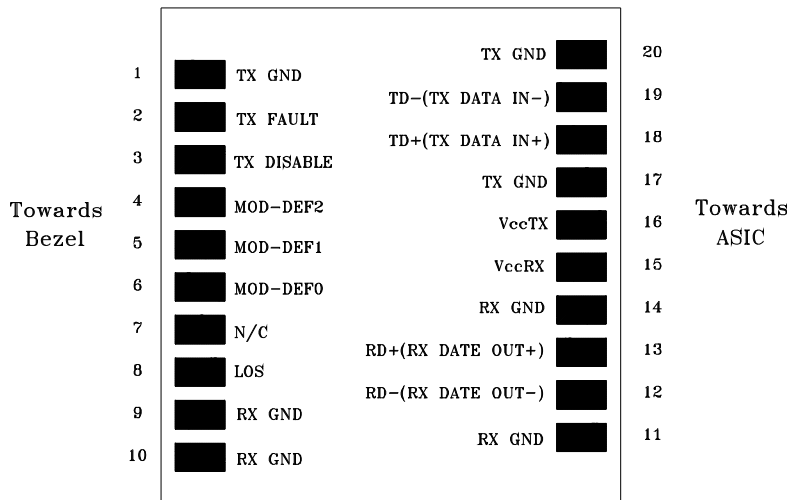 Towards
Bezel
1 TX GND
2 TX FAULT
3 TX DISABLE
4 MOD-DEF2
5 MOD-DEF1
6 MOD-DEF0
7 N/C
8 LOS
9 RX GND
10 RX GND
TX GND 20
TD-(TX DATA IN-) 19
TD+(TX DATA IN+) 18
TX GND 17
VccTX 16
VccRX 15
RX GND 14
RD+(RX DATE OUT+) 13
RD-(RX DATE OUT-) 12
RX GND 11
Towards
ASIC